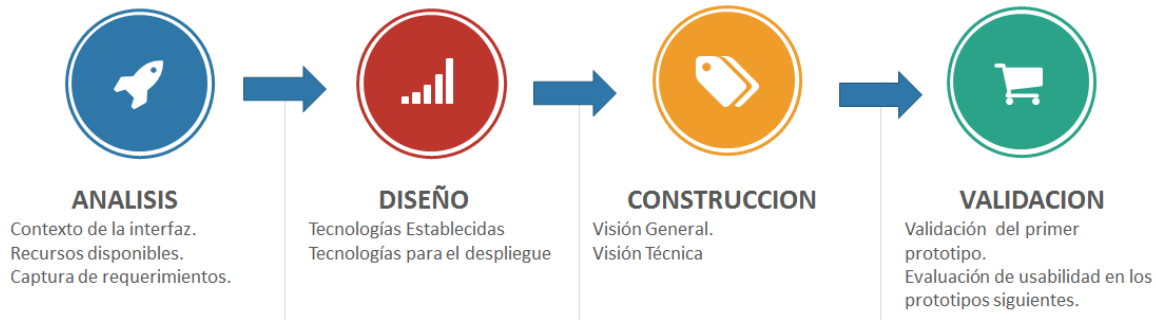 ANALISIS
Contexto de la interfaz.
Recursos disponibles.
Captura de requerimientos.
DISEÑO
Tecnologías Establecidas
Tecnologías para el despliegue
CONSTRUCCION
Visión General.
Visión Técnica
VALIDACION
Validación del primer
prototipo.
Evaluación de usabilidad en los
prototipos siguientes.